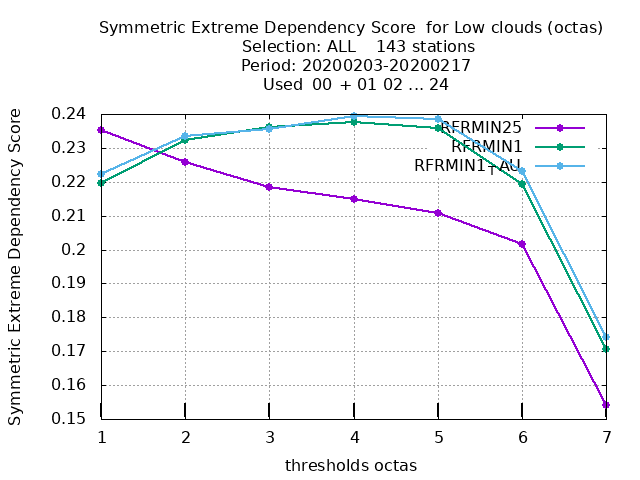 Symmetric Extreme Dependency Score  for Low clouds (octas)
Selection: ALL    143 stations
Period: 20200203-20200217
Used  00 + 01 02 ... 24
Symmetric Extreme Dependency Score
0.24
0.23
0.22
0.21
0.2
0.19
0.18
0.17
0.16
0.15
RFRMIN25
RFRMIN1
RFRMIN1+AU
1 2 3 4 5 6 7
thresholds octas